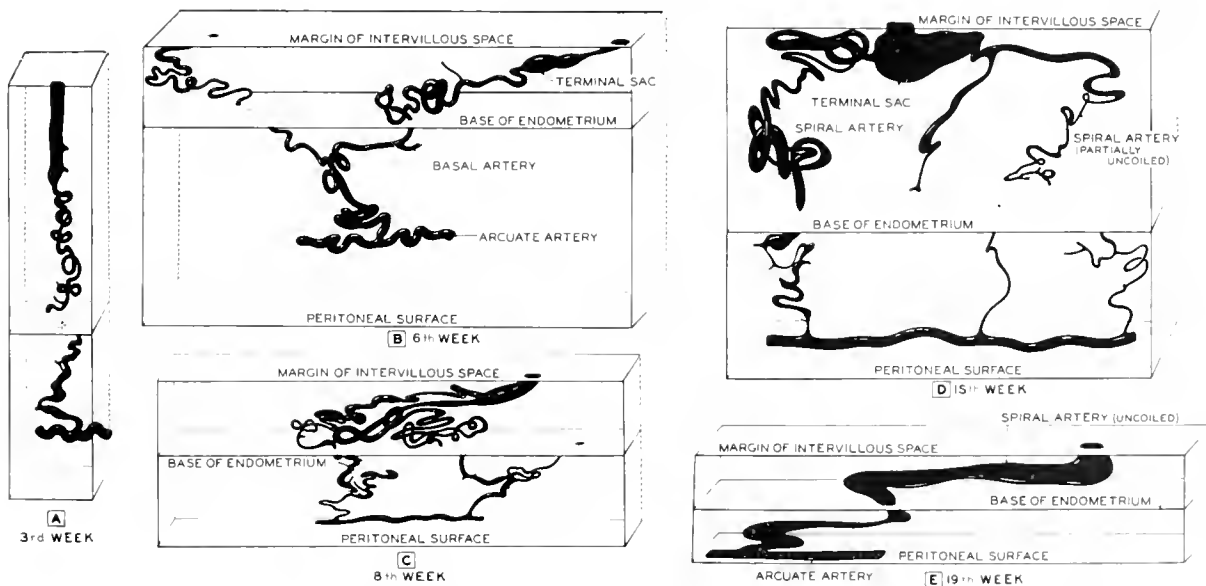 A
3rd WEEK
MARGIN OF INTERVILLOUS SPACE
TERMINAL SAC
BASE OF ENDOMETRIUM
BASAL ARTERY
ARCUATE ARTERY
PERITONEAL SURFACE
B 6th WEEK
MARGIN OF INTERVILLOUS SPACE
BASE OF ENDOMETRIUM
PERITONEAL SURFACE
C
8th WEEK
MARGIN OF INTERVILLOUS SPACE
TERMINAL SAC
SPIRAL ARTERY
SPIRAL ARTERY
(PARTIALLY
UNCOILED)
BASE OF ENDOMETRIUM
PERITONEAL SURFACE
D 15th WEEK
SPIRAL ARTERY (UNCOILED)
MARGIN OF INTERVILLOUS SPACE
BASE OF ENDOMETRIUM
PERITONEAL SURFACE
ARCUATE ARTERY
E 19th WEEK